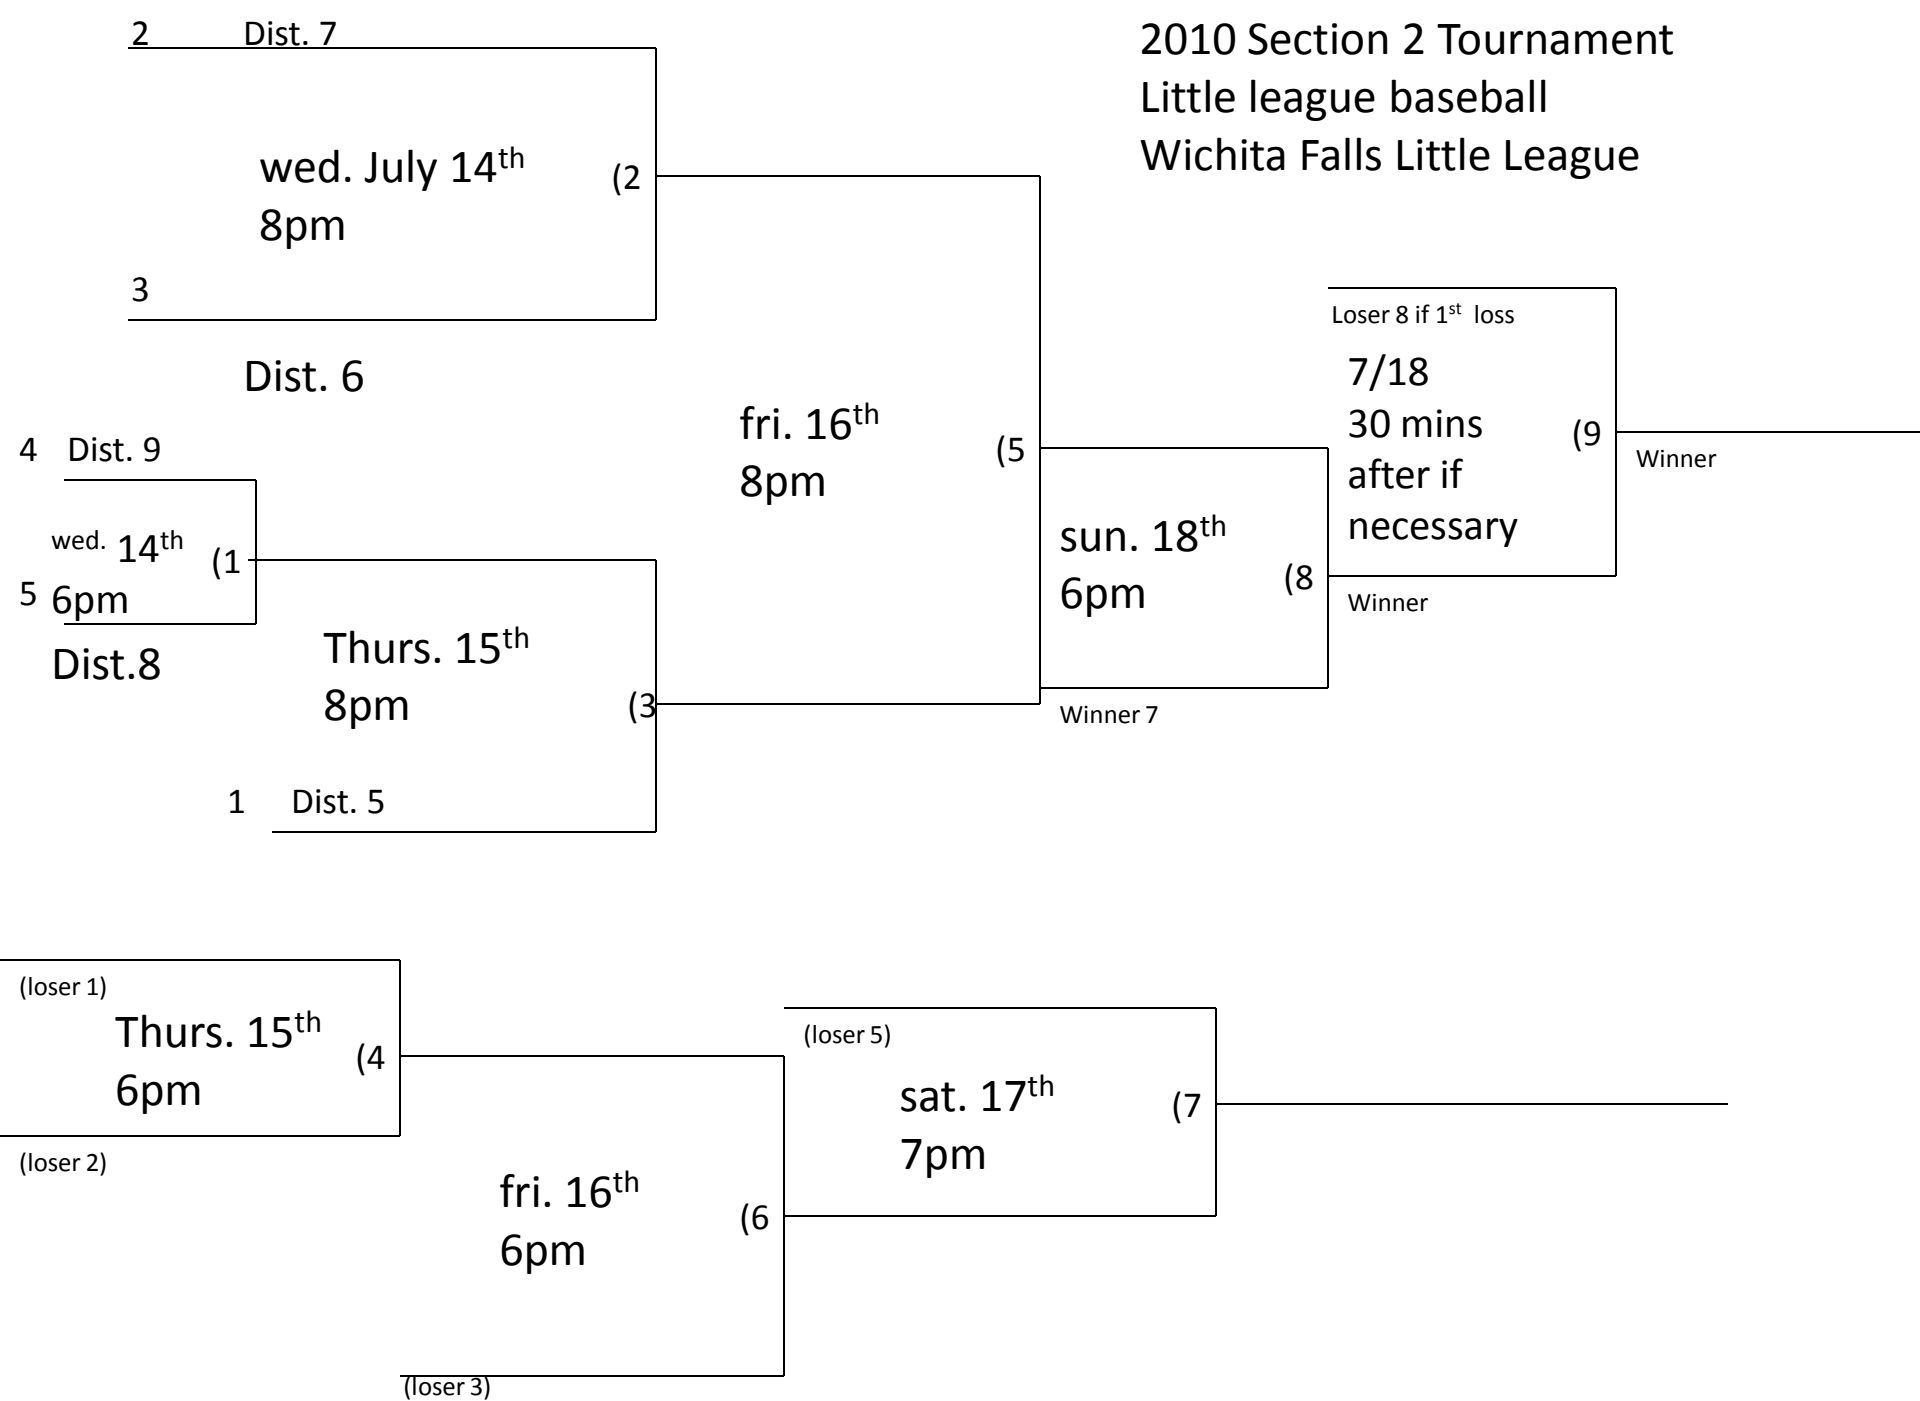 2 Dist. 7
2010 Section 2 Tournament
Little league baseball
Wichita Falls Little League
wed. July 14th
8pm
(2
3
Dist. 6
Loser 8 if 1st loss
7/18
30 mins
after if
necessary
(9
Winner
fri. 16th
8pm
(5
4 Dist. 9
wed. 14th
6pm
(1
5
Dist.8
sun. 18th
6pm
(8
Winner
Thurs. 15th
8pm
(3
Winner 7
1 Dist. 5
(loser 1)
Thurs. 15th
6pm
(4
(loser 2)
(loser 5)
sat. 17th
7pm
(7
fri. 16th
6pm
(6
(loser 3)